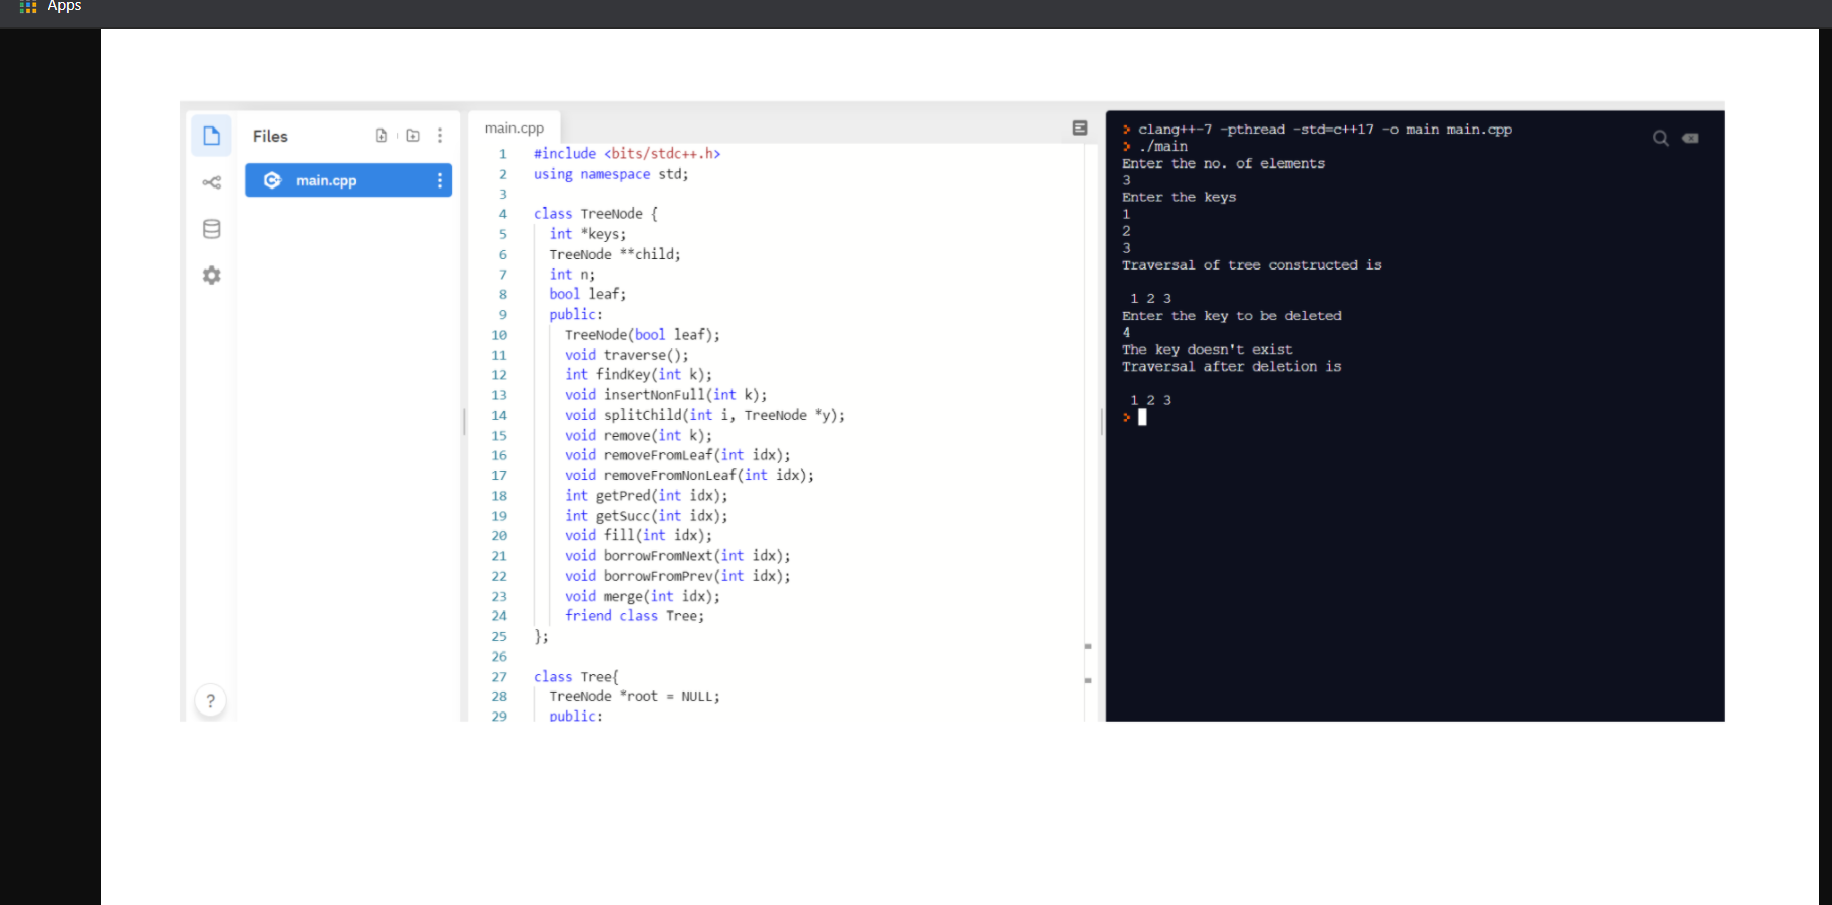 Apps
Files
main.cpp
?
main.cpp
1 #include <bits/stdc++.h>
2 using namespace std;
3
4 class TreeNode {
5 int *keys;
6 TreeNode **child;
7 int n;
8 bool leaf;
9 public:
10 TreeNode(bool leaf);
11 void traverse();
12 int findKey(int k);
13 void insertNonFull(int k);
14 void splitChild(int i, TreeNode *y);
15 void remove(int k);
16 void removeFromLeaf(int idx);
17 void removeFromNonLeaf(int idx);
18 int getPred(int idx);
19 int getSucc(int idx);
20 void fill(int idx);
21 void borrowFromNext(int idx);
22 void borrowFromPrev(int idx);
23 void merge(int idx);
24 friend class Tree;
25 };
26
27 class Tree{
28 TreeNode *root = NULL;
29 public:
> clang++-7 -pthread -std=c++17 -o main main.cpp
> ./main
Enter the no. of elements
3
Enter the keys
1
2
3
Traversal of tree constructed is
1 2 3
Enter the key to be deleted
4
The key doesn't exist
Traversal after deletion is
1 2 3
>